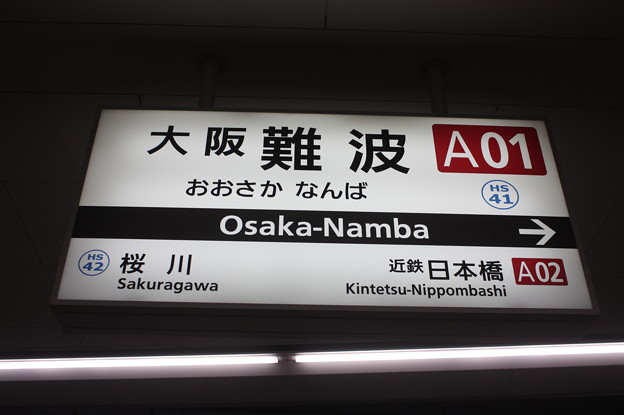 大阪難波 A01
おおさか なんば HS 41
Osaka-Namba →
HS 42 桜川 近鉄日本橋 A02
Sakuragawa Kintetsu-Nippombashi